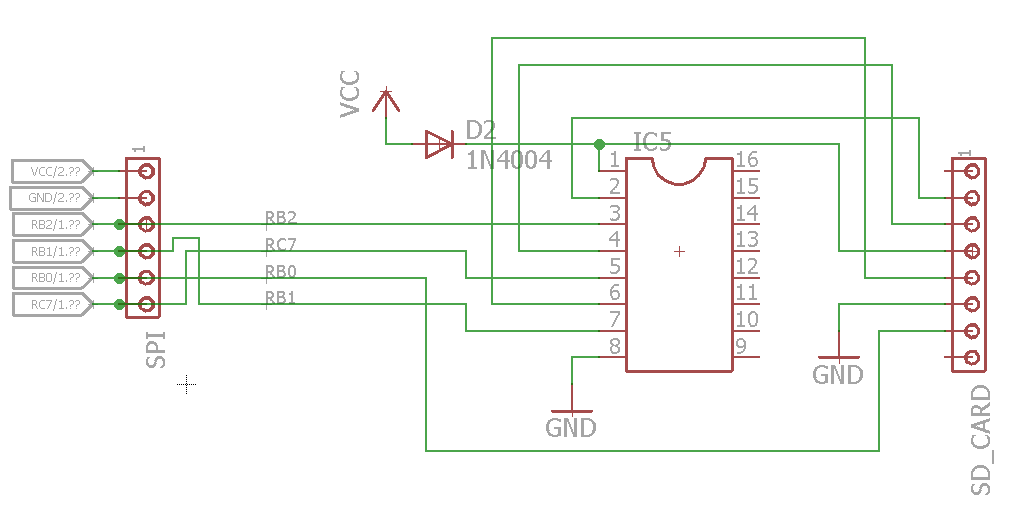 VCC
D2
1N4004
IC5
1
1
1
VCC/2.??
GND/2.??
RB2/1.??
RB1/1.??
RB0/1.??
RC7/1.??
RB2
RC7
RB0
RB1
SPI
1
2
3
4
5
6
7
8
16
15
14
13
12
11
10
9
GND
GND
SD_CARD